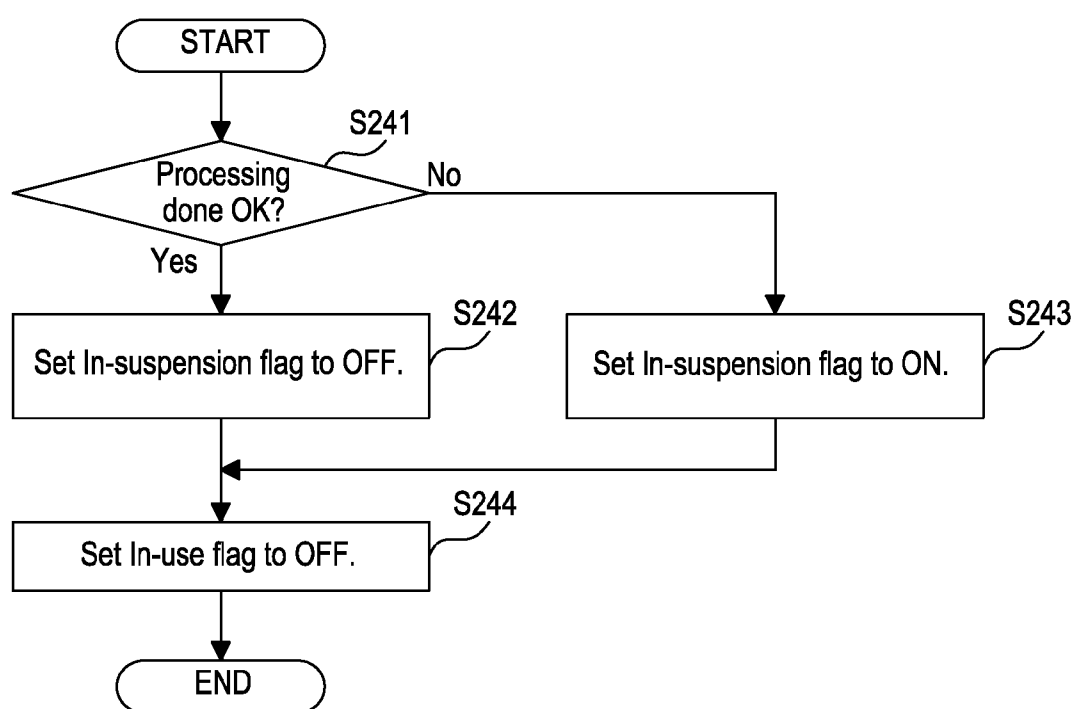 START
S241
Processing
done OK?
No
Yes
S242
Set In-suspension flag to OFF.
S243
Set In-suspension flag to ON.
S244
Set In-use flag to OFF.
END